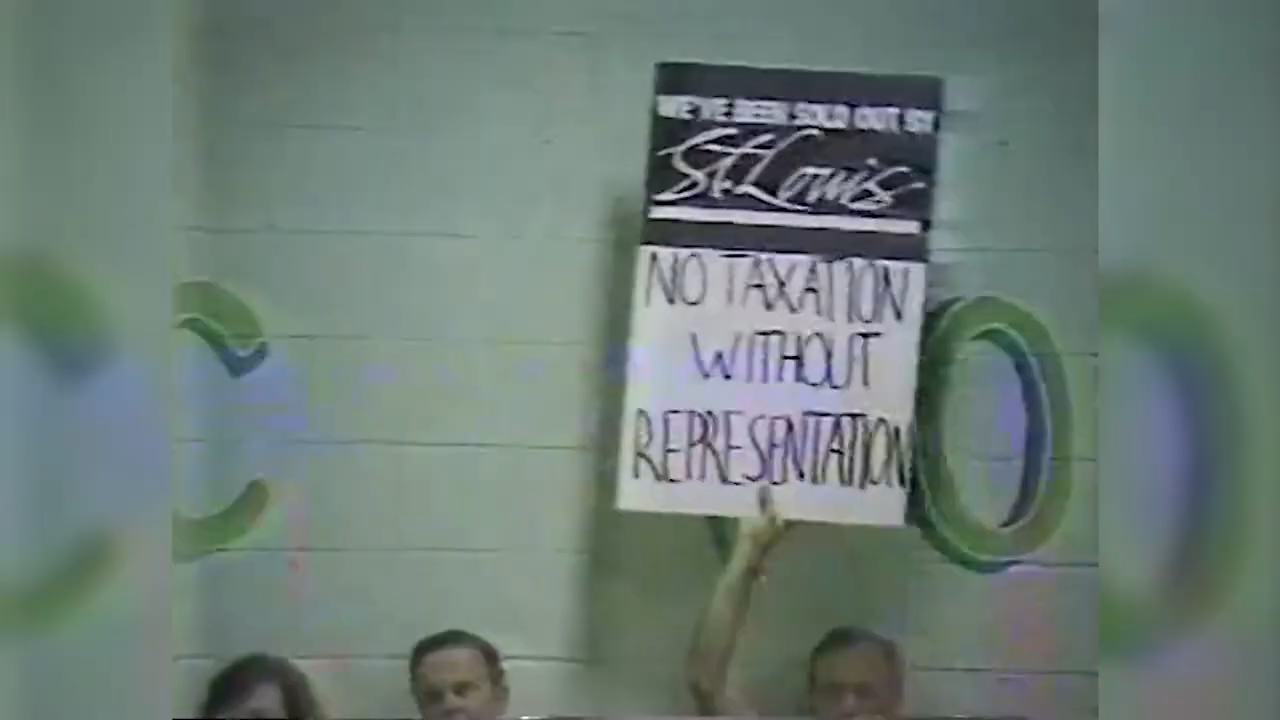 WE'VE BEEN SOLD OUT BY
St. Louis
NO TAXATION
WITHOUT
REPRESENTATION
C
O